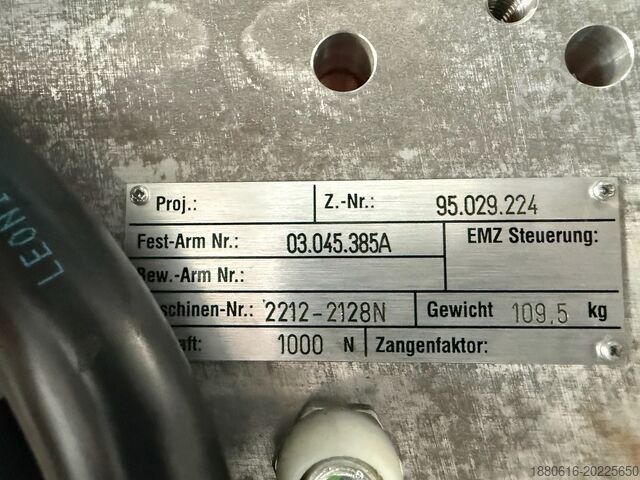 Proj.: Z.-Nr.: 95.029.224
Fest-Arm Nr.: 03.045.385A EMZ Steuerung:
Bew.-Arm Nr.:
schinen-Nr.: 2212-2128N Gewicht 109,5 kg
aft: 1000 N Zangenfaktor:
LEONI
1880616-20225650